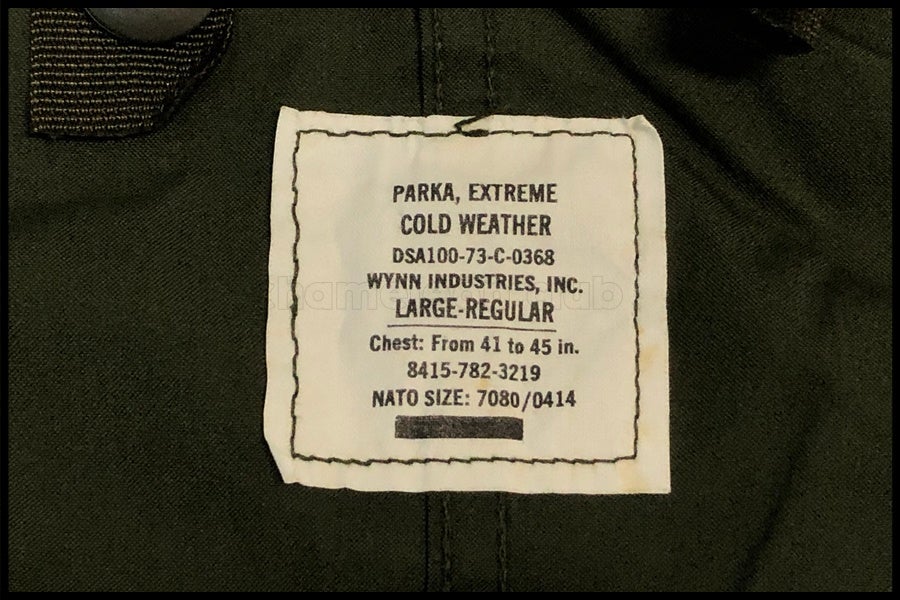 PARKA, EXTREME
COLD WEATHER
DSA100-73-C-0368
WYNN INDUSTRIES, INC.
LARGE-REGULAR
Chest: From 41 to 45 in.
8415-782-3219
NATO SIZE: 7080/0414